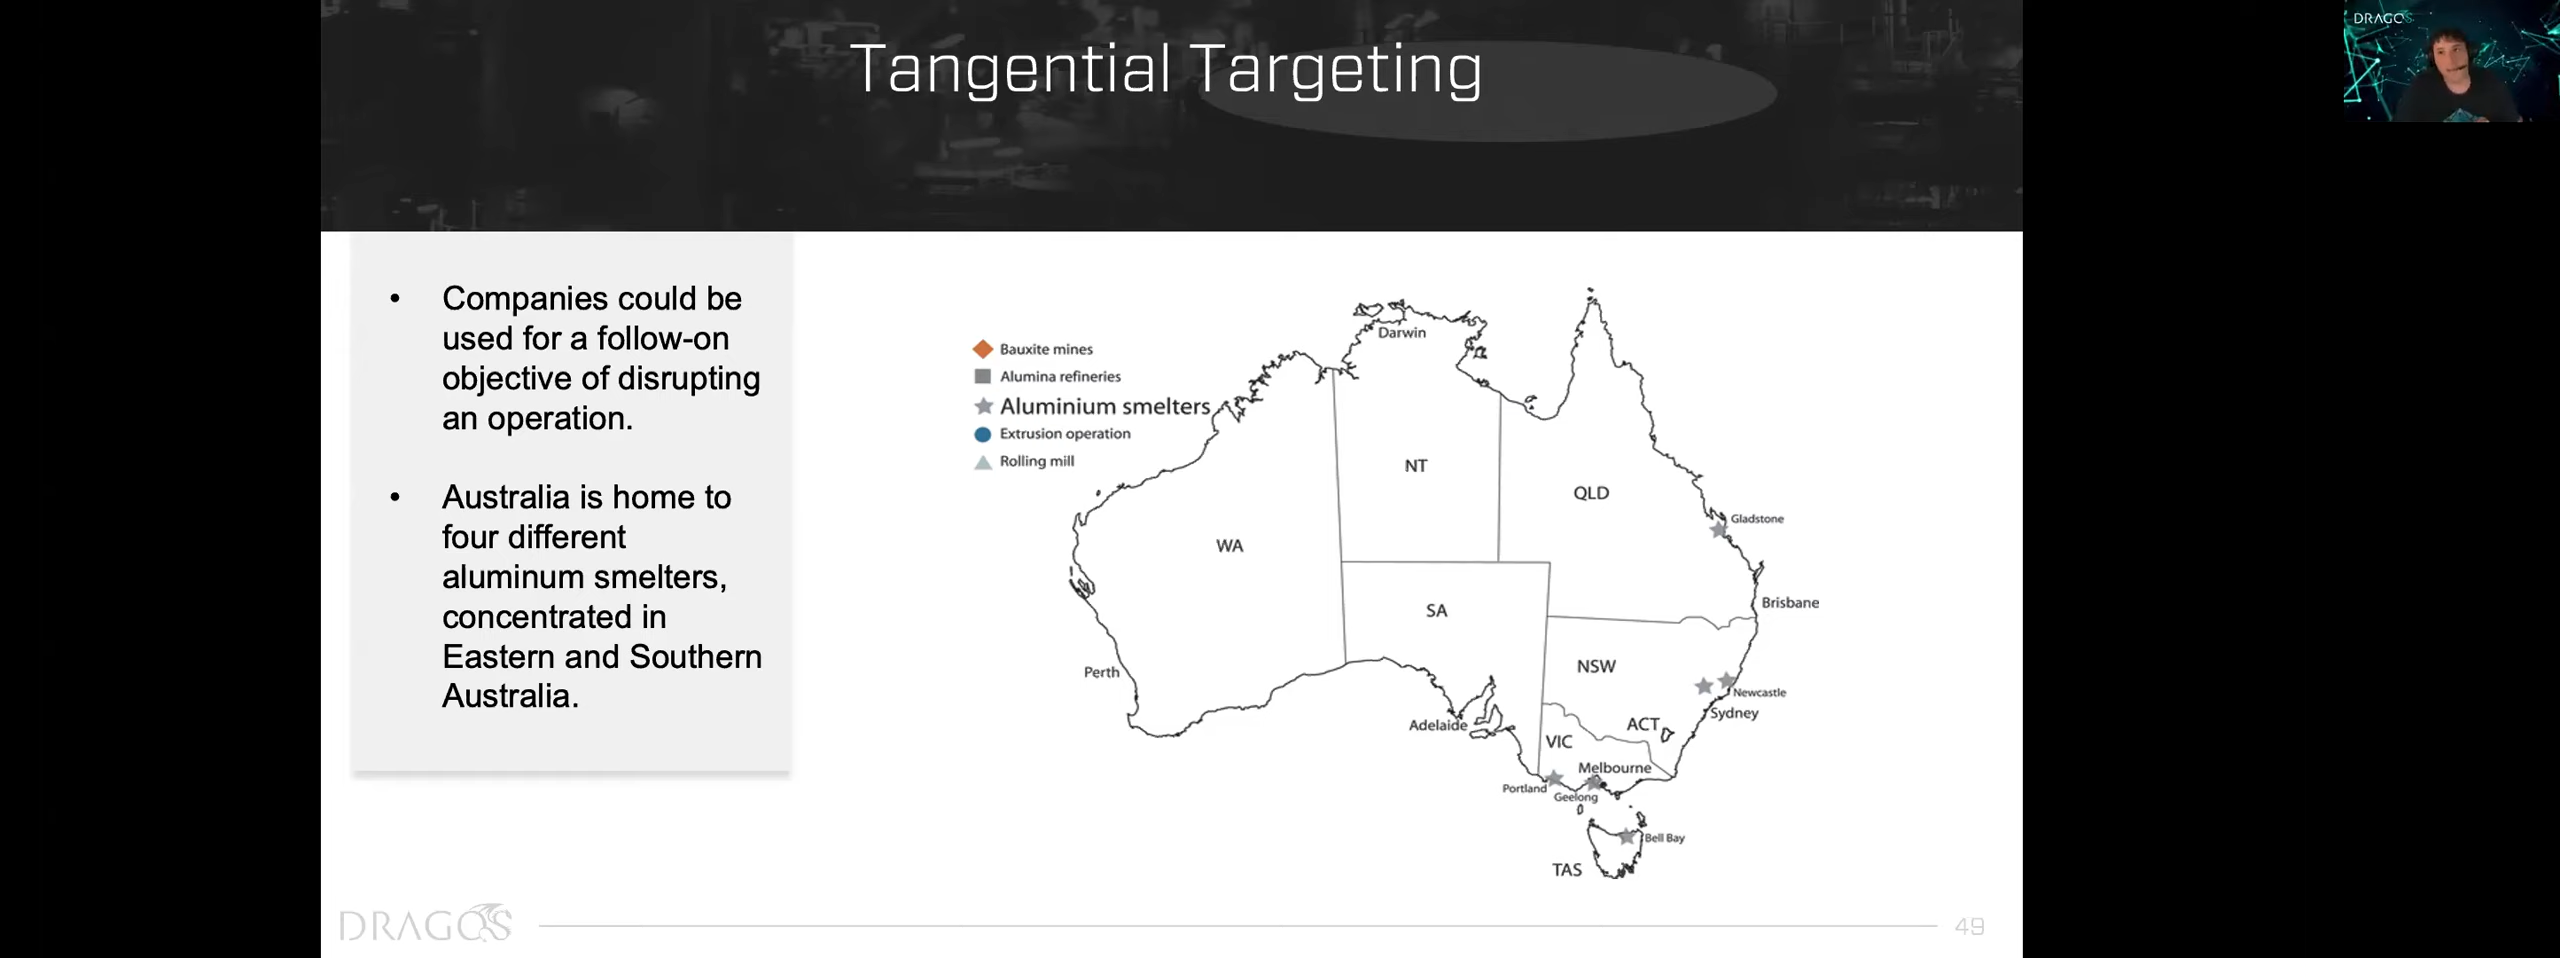 Tangential Targeting
DRAGOS
• Companies could be
used for a follow-on
objective of disrupting
an operation.
• Australia is home to
four different
aluminum smelters,
concentrated in
Eastern and Southern
Australia.
Bauxite mines
Alumina refineries
Aluminium smelters
Extrusion operation
Rolling mill
Darwin
NT
QLD
Gladstone
WA
Brisbane
SA
NSW
Perth
Newcastle
Sydney
Adelaide
ACT
VIC
Melbourne
Portland
Geelong
Bell Bay
TAS
DRAGOS
49